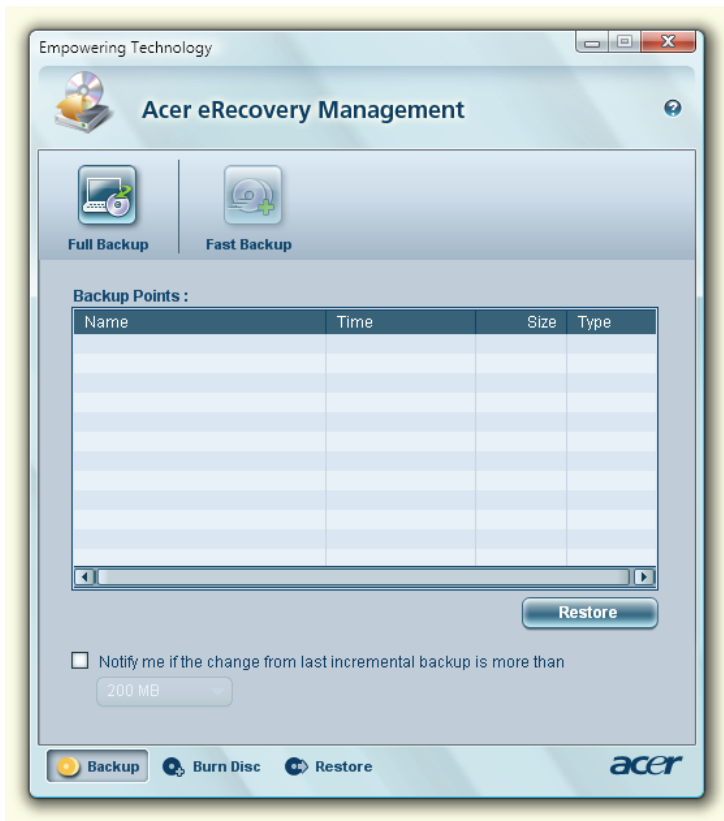 Empowering Technology
Acer eRecovery Management
Full Backup Fast Backup
Backup Points :
Name Time Size Type
Restore
Notify me if the change from last incremental backup is more than
200 MB
Backup Burn Disc Restore acer